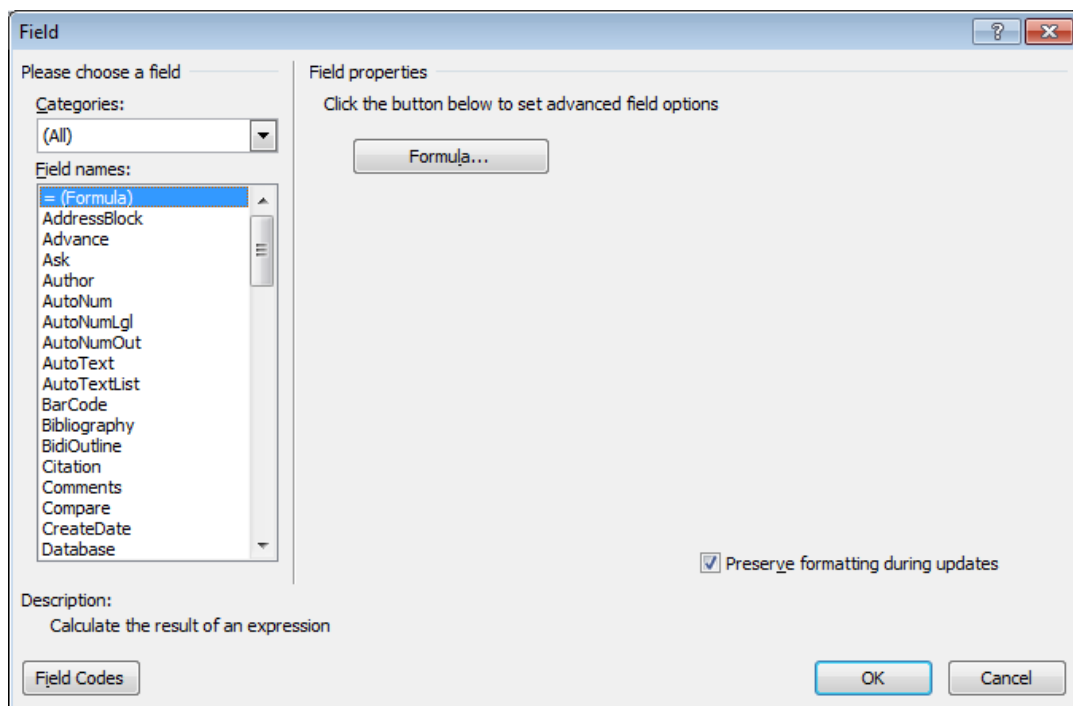 Field
Please choose a field
Categories:
(All)
Field names:
= (Formula)
AddressBlock
Advance
Ask
Author
AutoNum
AutoNumLgl
AutoNumOut
AutoText
AutoTextList
BarCode
Bibliography
BidiOutline
Citation
Comments
Compare
CreateDate
Database
Field properties
Click the button below to set advanced field options
Formula...
Preserve formatting during updates
Description:
Calculate the result of an expression
Field Codes
OK
Cancel